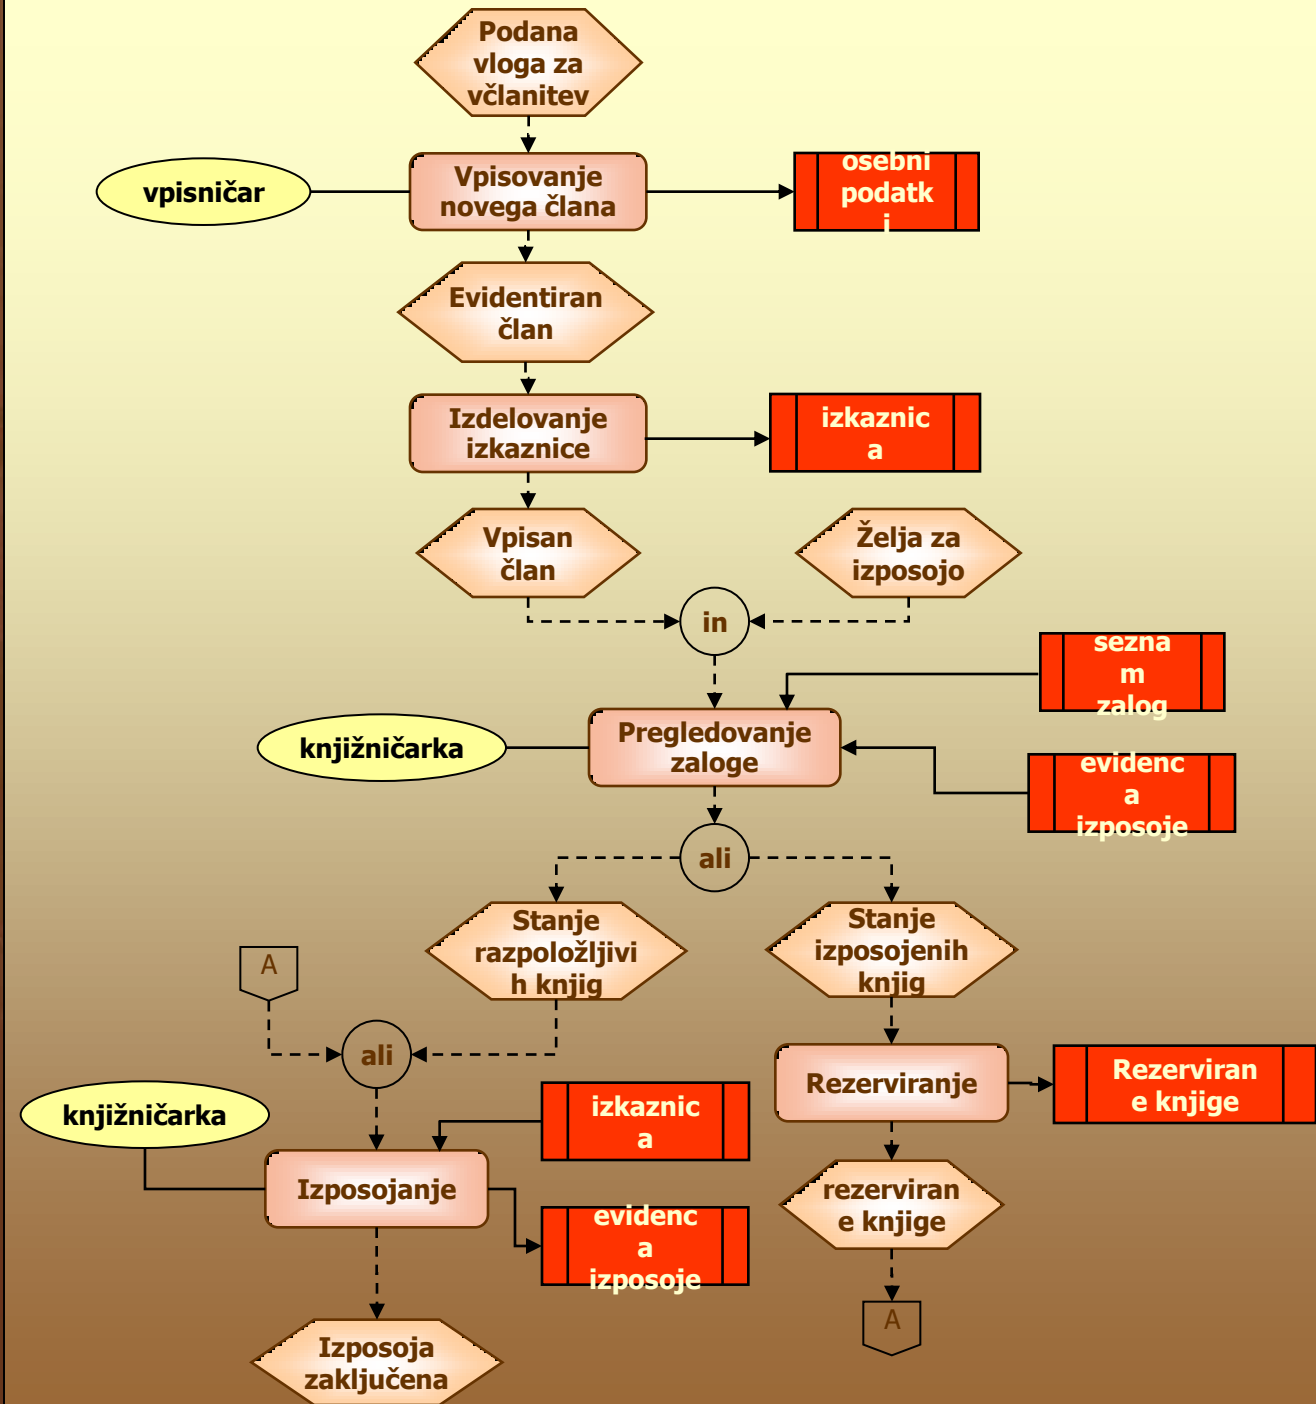 Podana
vloga za
včlanitev
vpisničar
Vpisovanje
novega člana
osebni
podatk
i
Evidentiran
član
Izdelovanje
izkaznice
izkaznic
a
Vpisan
član
Želja za
izposojo
in
sezna
m
zalog
knjižničarka
Pregledovanje
zaloge
evidenc
a
izposoje
ali
Stanje
razpoložljivi
h knjig
Stanje
izposojenih
knjig
A
ali
Rezerviranje
Rezerviran
e knjige
knjižničarka
izkaznic
a
Izposojanje
evidenc
a
izposoje
rezerviran
e knjige
A
Izposoja
zaključena